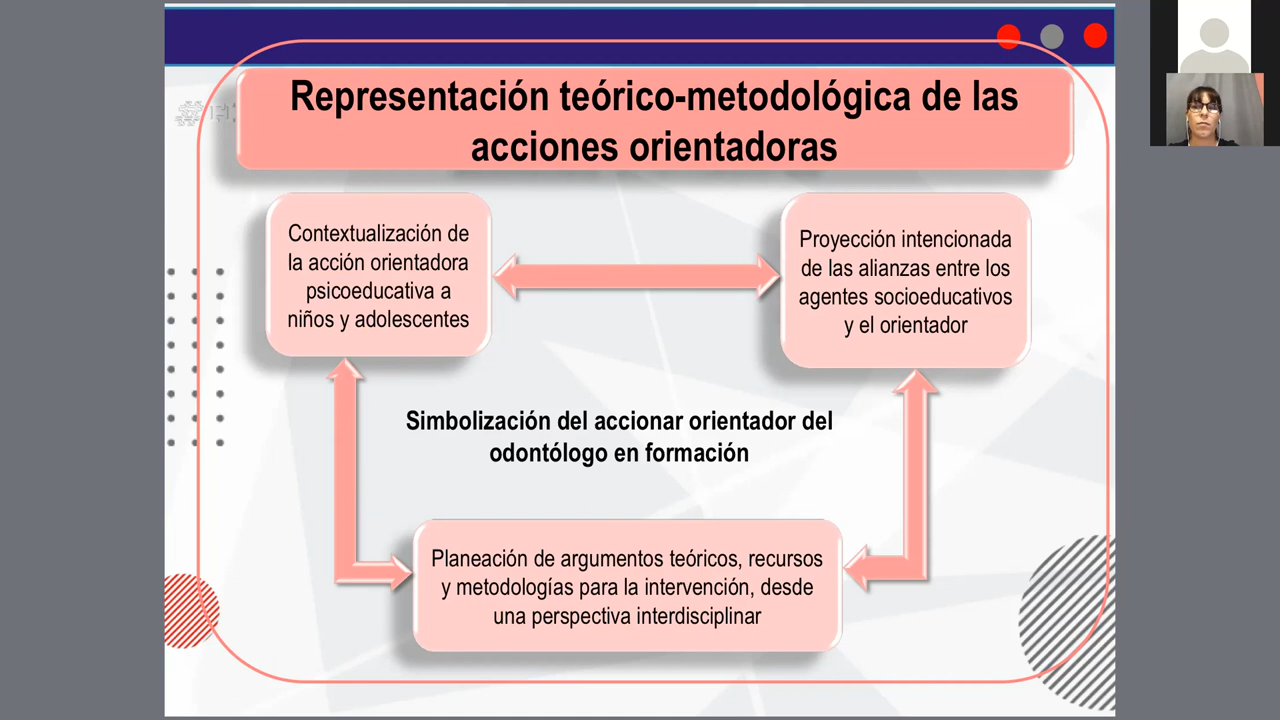 Representación teórico-metodológica de las
acciones orientadoras
Contextualización de
la acción orientadora
psicoeducativa a
niños y adolescentes
Proyección intencionada
de las alianzas entre los
agentes socioeducativos
y el orientador
Simbolización del accionar orientador del
odontólogo en formación
Planeación de argumentos teóricos, recursos
y metodologías para la intervención, desde
una perspectiva interdisciplinar